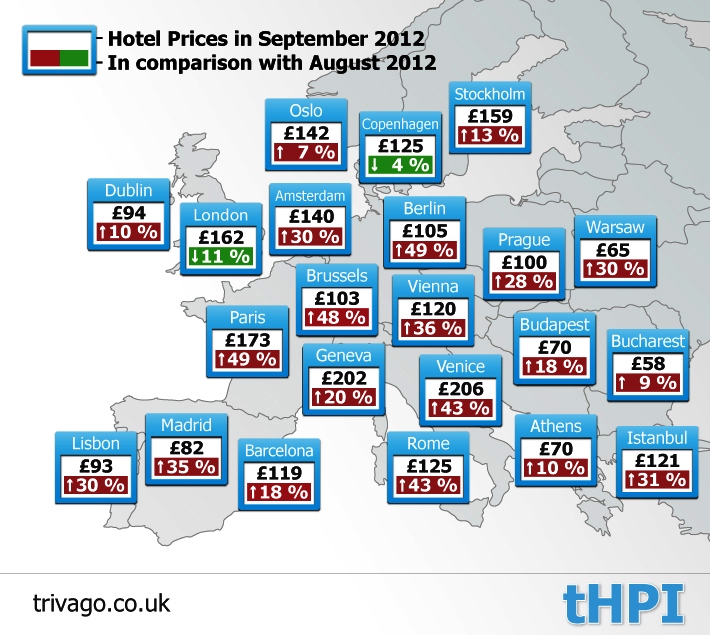 Hotel Prices in September 2012
In comparison with August 2012
Stockholm
£159
↑13 %
Oslo
£142
↑ 7 %
Copenhagen
£125
↓ 4 %
Dublin
£94
↑10 %
London
£162
↓11 %
Amsterdam
£140
↑30 %
Berlin
£105
↑49 %
Prague
£100
↑28 %
Warsaw
£65
↑30 %
Brussels
£103
↑48 %
Vienna
£120
↑36 %
Paris
£173
↑49 %
Budapest
£70
↑18 %
Bucharest
£58
↑ 9 %
Geneva
£202
↑20 %
Venice
£206
↑43 %
Lisbon
£93
↑30 %
Madrid
£82
↑35 %
Barcelona
£119
↑18 %
Rome
£125
↑43 %
Athens
£70
↑10 %
Istanbul
£121
↑31 %
trivago.co.uk
tHPI